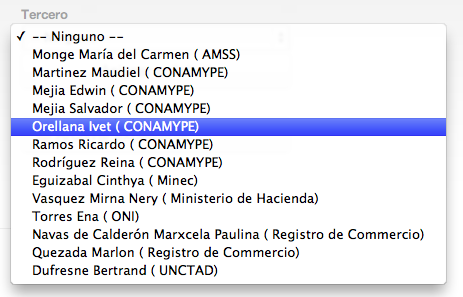 Tercero
✓ -- Ninguno --
Monge María del Carmen ( AMSS)
Martinez Maudiel ( CONAMYPE)
Mejia Edwin ( CONAMYPE)
Mejia Salvador ( CONAMYPE)
Orellana Ivet ( CONAMYPE)
Ramos Ricardo ( CONAMYPE)
Rodríguez Reina ( CONAMYPE)
Eguizabal Cinthya ( Minec)
Vasquez Mirna Nery ( Ministerio de Hacienda)
Torres Ena ( ONI)
Navas de Calderón Marxcela Paulina ( Registro de Commercio)
Quezada Marlon ( Registro de Commercio)
Dufresne Bertrand ( UNCTAD)